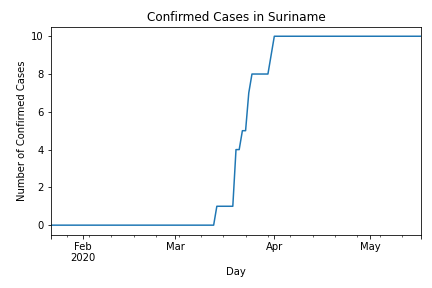 Confirmed Cases in Suriname
Number of Confirmed Cases
10
8
6
4
2
0
Feb
2020
Mar
Apr
May
Day